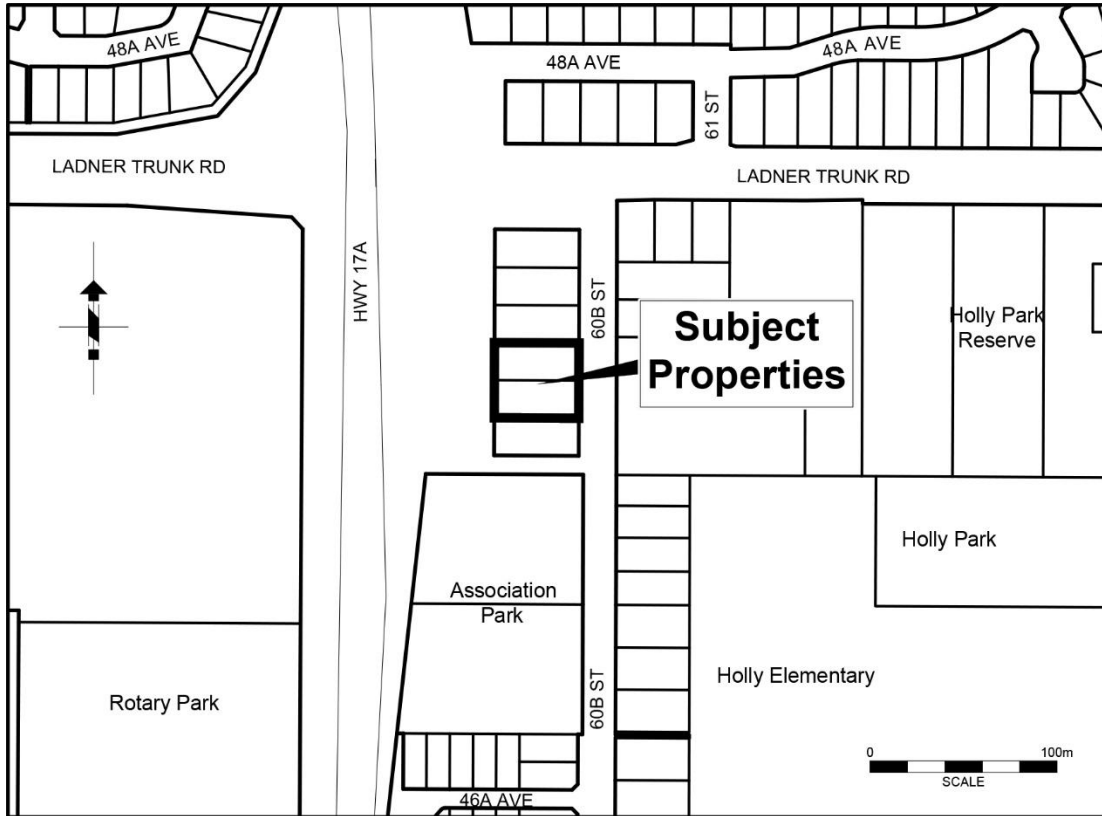 48A AVE
48A AVE
48A AVE
61 ST
LADNER TRUNK RD
LADNER TRUNK RD
HWY 17A
60B ST
Subject
Properties
Holly Park
Reserve
Holly Park
Association
Park
Holly Elementary
Rotary Park
60B ST
0 100m
SCALE
46A AVE